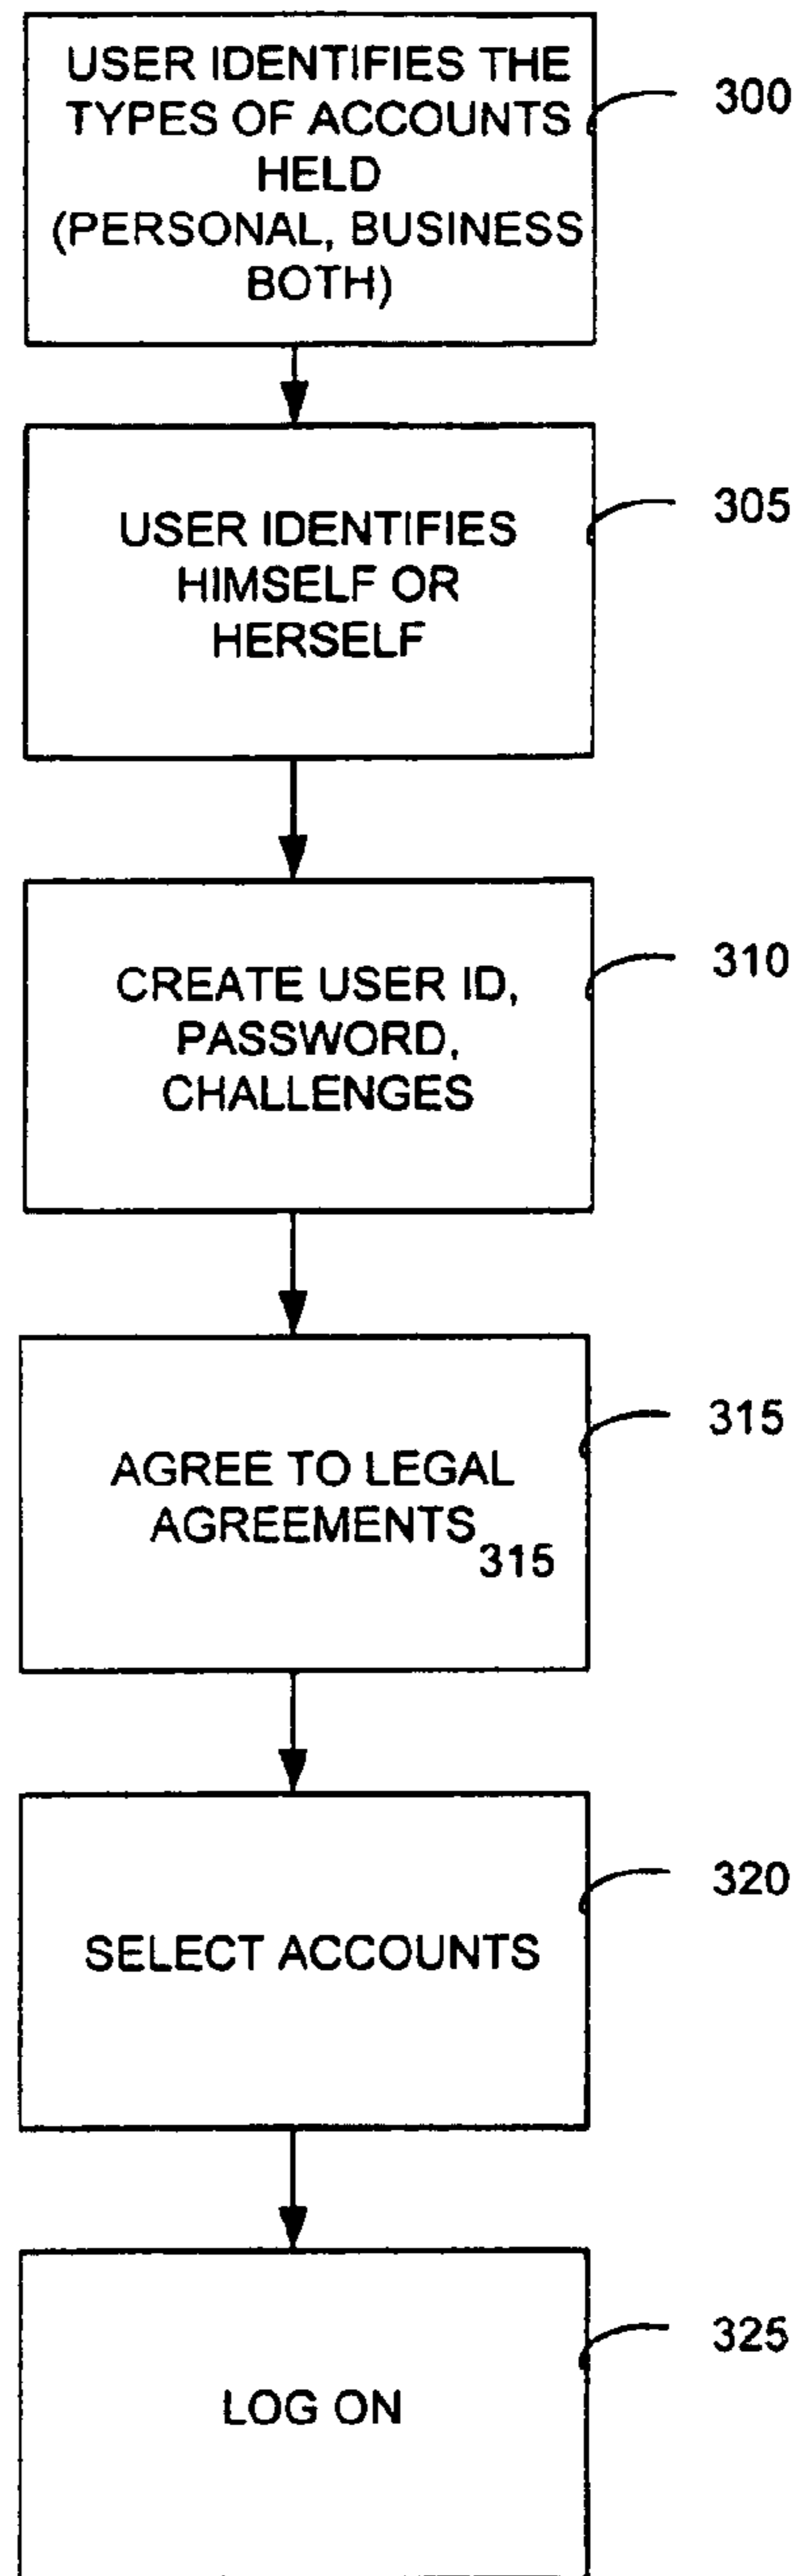 USER IDENTIFIES THE
TYPES OF ACCOUNTS
HELD
(PERSONAL, BUSINESS
BOTH)
300
USER IDENTIFIES
HIMSELF OR
HERSELF
305
CREATE USER ID,
PASSWORD,
CHALLENGES
310
AGREE TO LEGAL
AGREEMENTS
315
315
SELECT ACCOUNTS
320
LOG ON
325